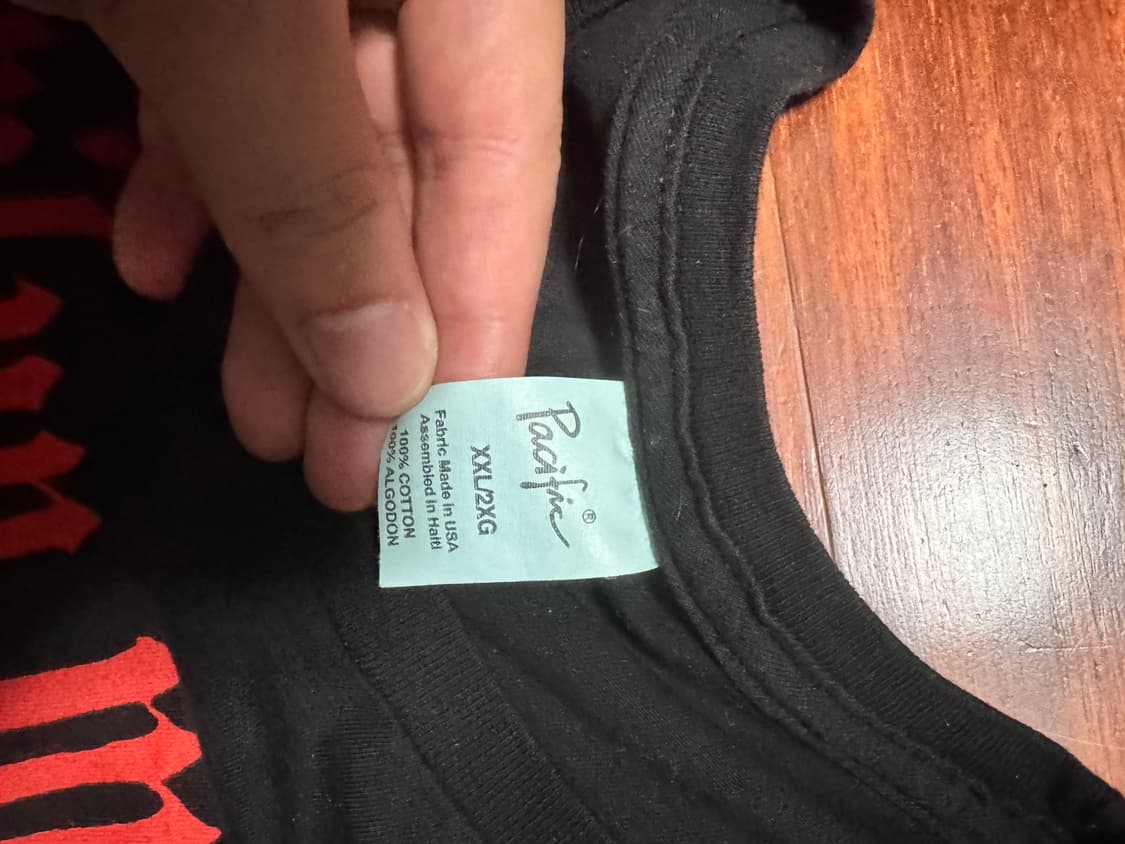 Pacific®
XXL/2XG
Fabric Made in USA
Assembled in Haiti
100% COTTON
100% ALGODON